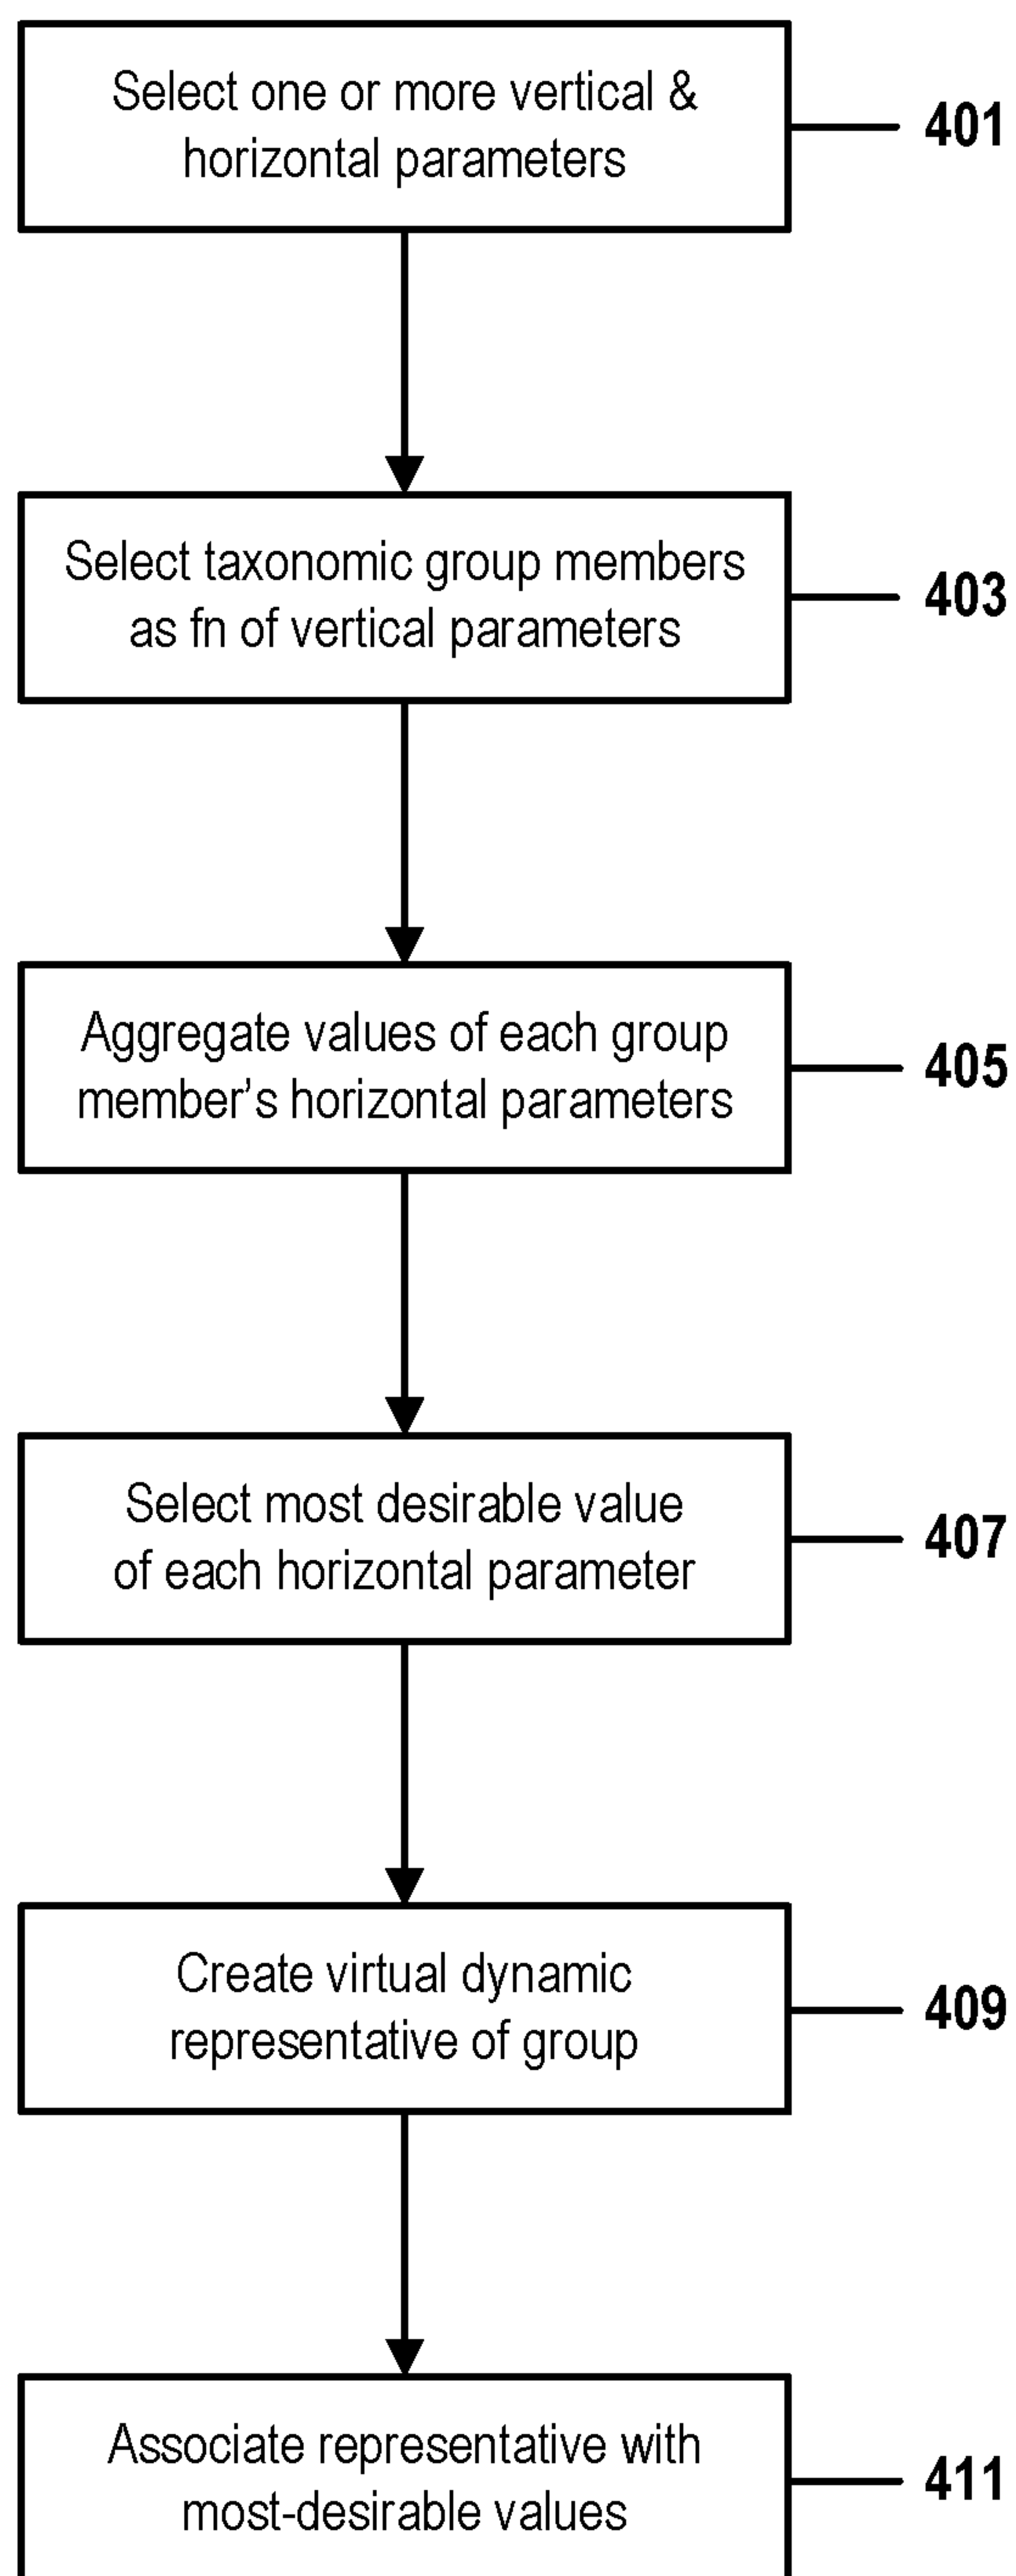 Select one or more vertical &
horizontal parameters
401
Select taxonomic group members
as fn of vertical parameters
403
Aggregate values of each group
member’s horizontal parameters
405
Select most desirable value
of each horizontal parameter
407
Create virtual dynamic
representative of group
409
Associate representative with
most-desirable values
411